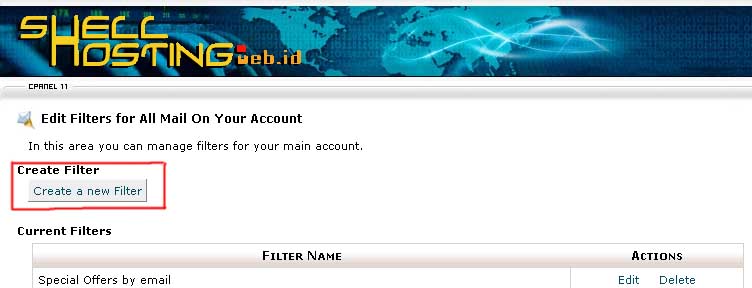 SHELL
HOSTING.web.id
CPANEL 11
Edit Filters for All Mail On Your Account
In this area you can manage filters for your main account.
Create Filter
Create a new Filter
Current Filters
FILTER NAME ACTIONS
Special Offers by email Edit Delete